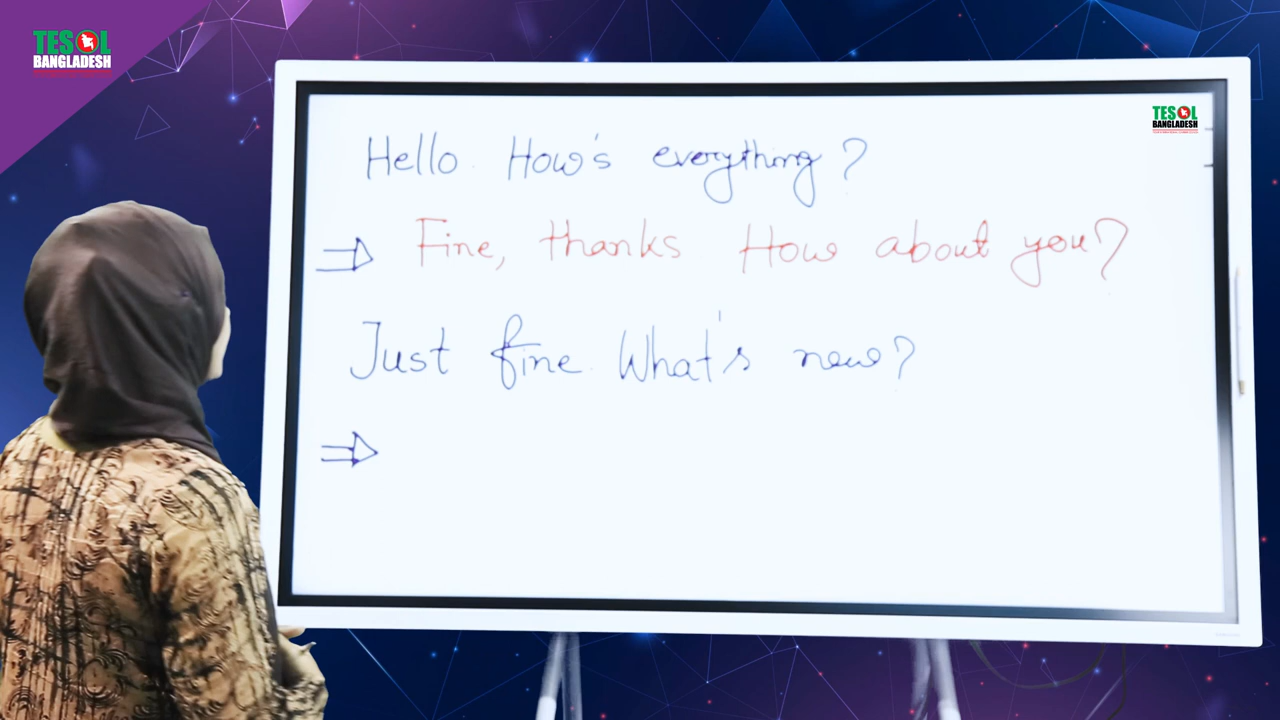 TESOL
BANGLADESH
TESOL
BANGLADESH
Hello. How's everything?
⇒ Fine, thanks How about you?
Just fine. What's new?
⇒